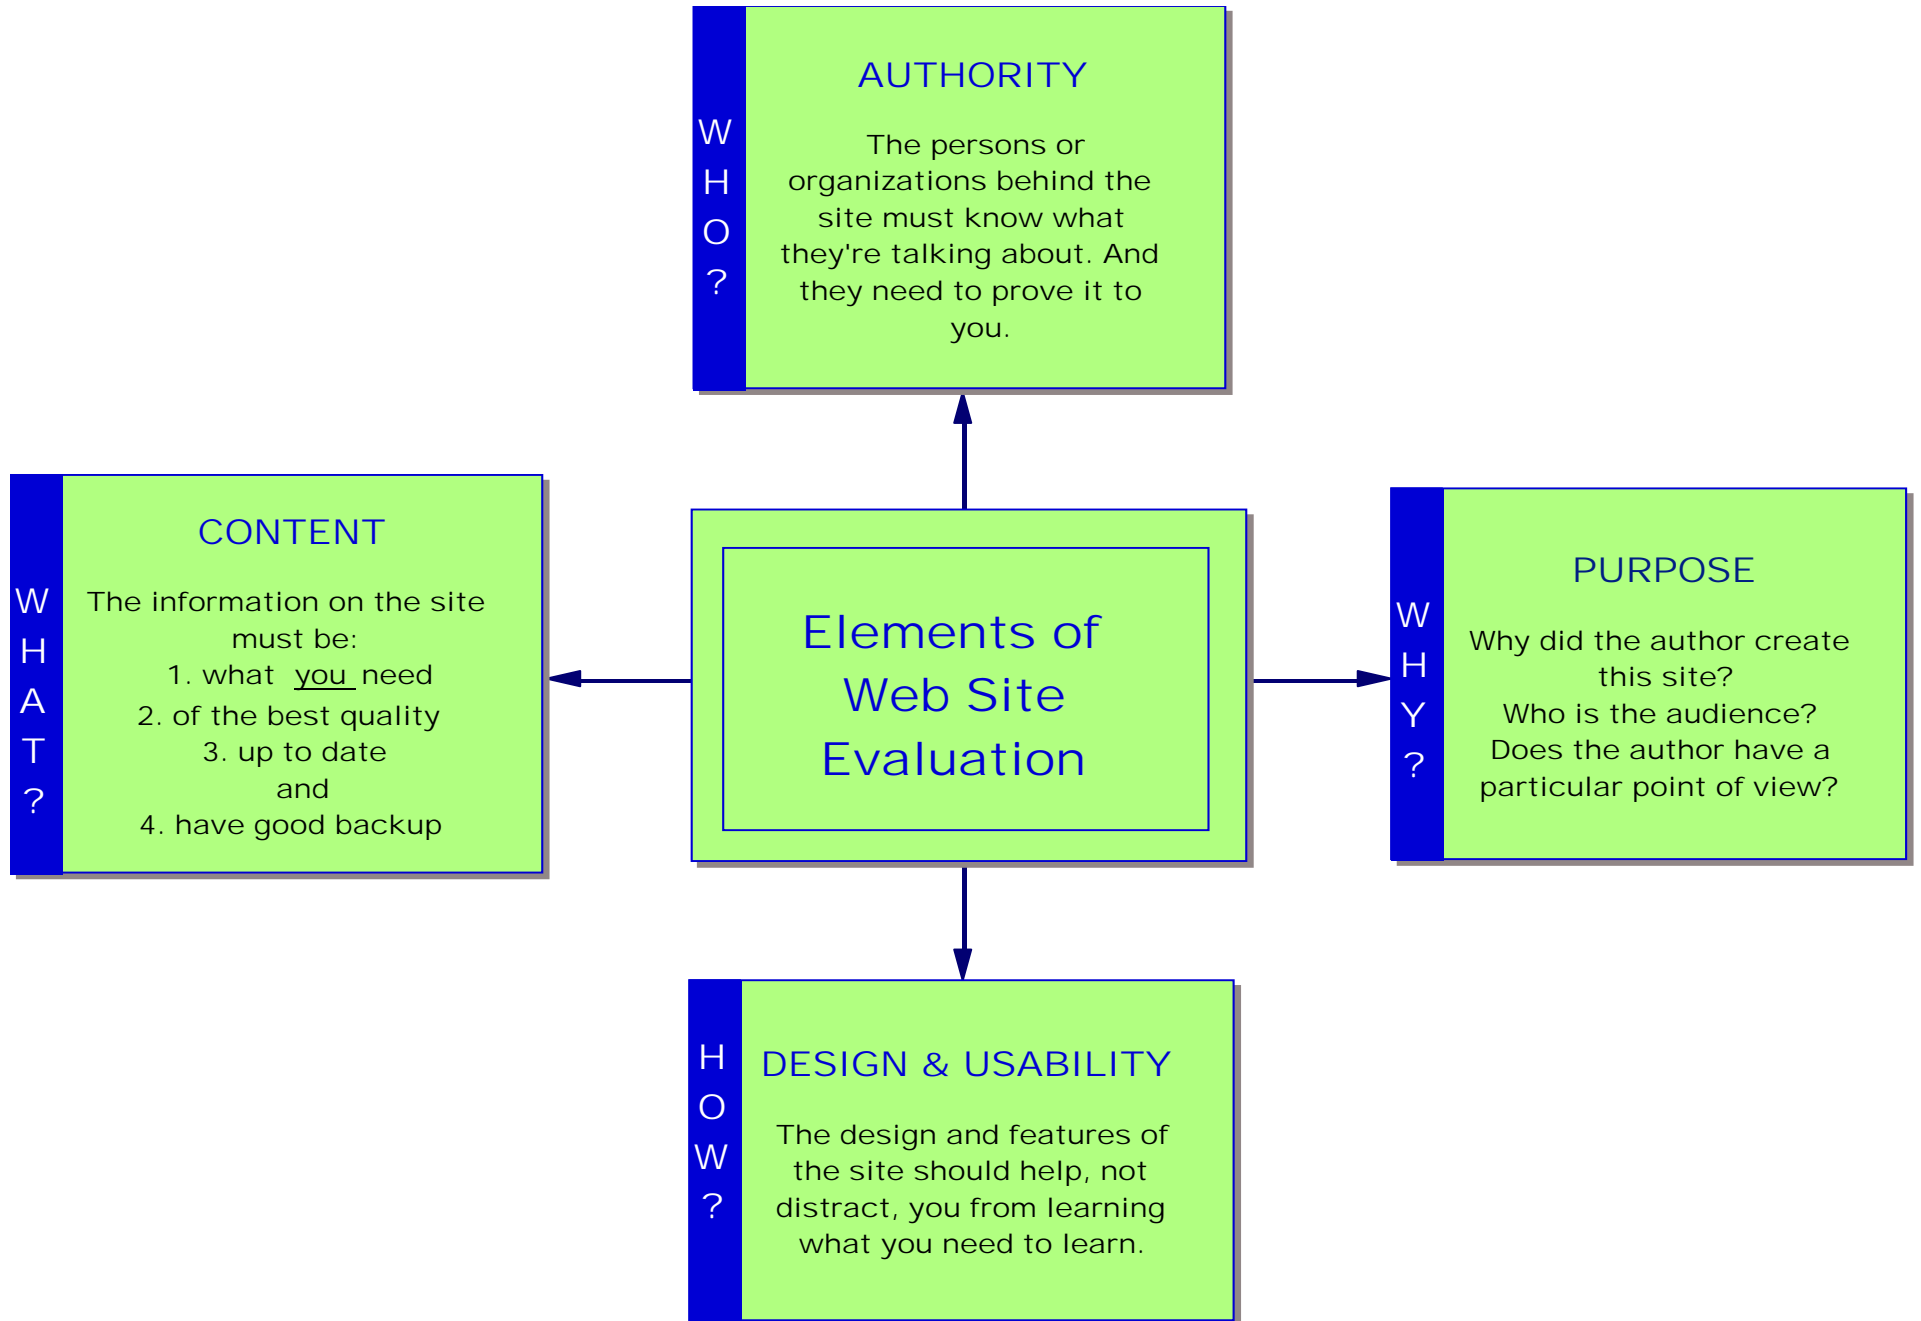 WHO?
AUTHORITY
The persons or
organizations behind the
site must know what
they're talking about. And
they need to prove it to
you.
WHAT?
CONTENT
The information on the site
must be:
1. what you need
2. of the best quality
3. up to date
and
4. have good backup
Elements of
Web Site
Evaluation
WHY?
PURPOSE
Why did the author create
this site?
Who is the audience?
Does the author have a
particular point of view?
HOW?
DESIGN & USABILITY
The design and features of
the site should help, not
distract, you from learning
what you need to learn.